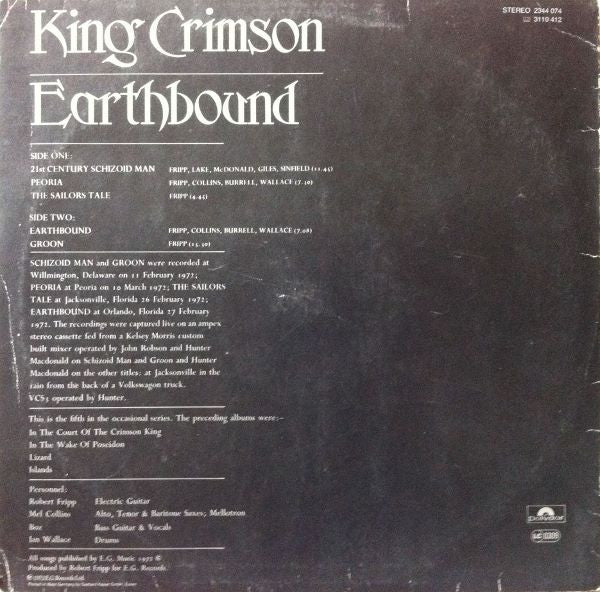 King Crimson
STEREO 2344 074
3110 412
Earthbound
SIDE ONE:
21st CENTURY SCHIZOID MAN FRIPP, LAKE, McDONALD, GILES, SINFIELD (11.45)
PEORIA FRIPP, COLLINS, BURRELL, WALLACE (7.30)
THE SAILORS TALE FRIPP (4.45)
SIDE TWO:
EARTHBOUND FRIPP, COLLINS, BURRELL, WALLACE (7.08)
GROON FRIPP (15.30)
SCHIZOID MAN and GROON were recorded at
Willmington, Delaware on 11 February 1972;
PEORIA at Peoria on 10 March 1972; THE SAILORS
TALE at Jacksonville, Florida 26 February 1972;
EARTHBOUND at Orlando, Florida 27 February
1972. The recordings were captured live on an ampex
stereo cassette fed from a Kelsey Morris custom
built mixer operated by John Robson and Hunter
Macdonald on Schizoid Man and Groon and Hunter
Macdonald on the other titles: at Jacksonville in the
rain from the back of a Volkswagon truck.
VCS; operated by Hunter.
This is the fifth in the occasional series. The preceding albums were:–
In The Court Of The Crimson King
In The Wake Of Poseidon
Lizard
Islands
Personnel:
Robert Fripp Electric Guitar
Mel Collins Alto, Tenor & Baritone Saxes; Mellotron
Boz Bass Guitar & Vocals
Ian Wallace Drums
All songs published by E.G. Music 1972 ©
Produced by Robert Fripp for E.G. Records.
Polydor